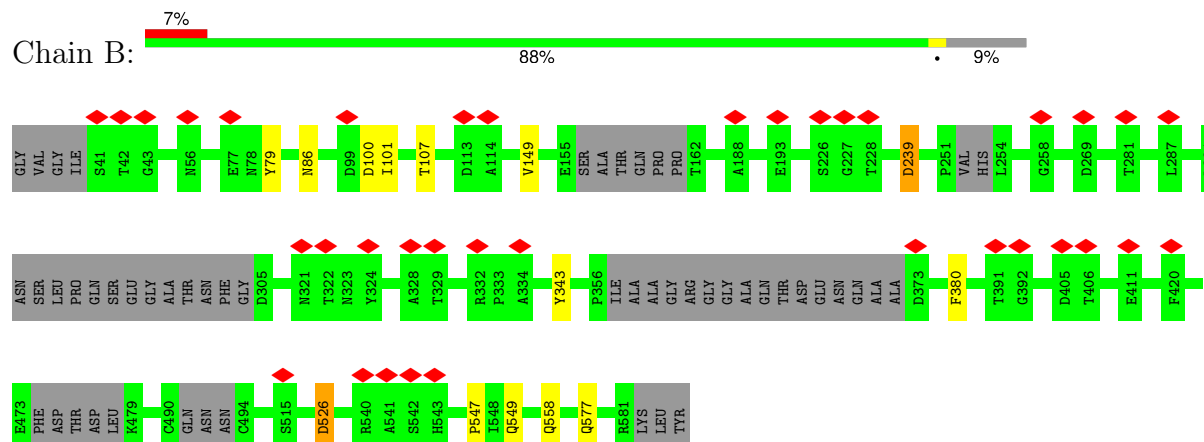 7%
Chain B:
88%
•
9%
GLY VAL GLY ILE S41 T42 G43 N56 E77 N78 Y79 N86 D99 D100 I101 T107 D113 A114 V149 E155 SER ALA THR GLN PRO PRO T162 A188 E193 S226 G227 T228 D239 P251 VAL HIS L254 G258 D269 T281 L287
ASN SER LEU PRO GLN SER GLU GLY ALA THR ASN PHE GLY D305 N321 T322 N323 Y324 A328 T329 R332 P333 A334 Y343 P356 ILE ALA ALA GLY ARG GLY GLY ALA GLN THR ASP GLU ASN GLN ALA ALA D373 F380 T391 G392 D405 T406 E411 F420
E473 PHE ASP THR ASP LEU K479 C490 GLN ASN ASN C494 S515 D526 R540 A541 S542 H543 P547 I548 Q549 Q558 Q577 R581 LYS LEU TYR